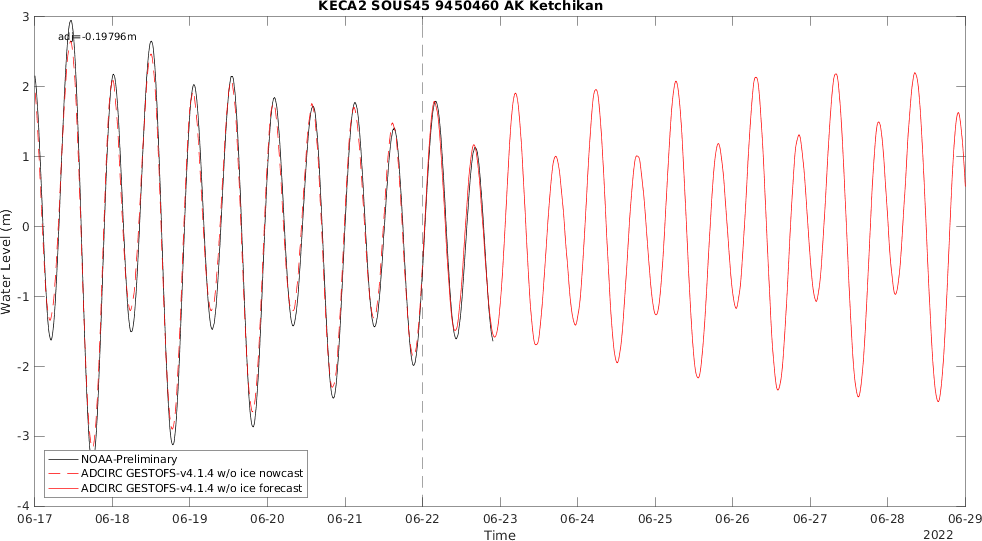 KECA2 SOUS45 9450460 AK Ketchikan
adj=-0.19796m
3
2
1
0
-1
-2
-3
-4
Water Level (m)
NOAA-Preliminary
ADCIRC GESTOFS-v4.1.4 w/o ice nowcast
ADCIRC GESTOFS-v4.1.4 w/o ice forecast
06-17 06-18 06-19 06-20 06-21 06-22 06-23 06-24 06-25 06-26 06-27 06-28 06-29
Time
2022